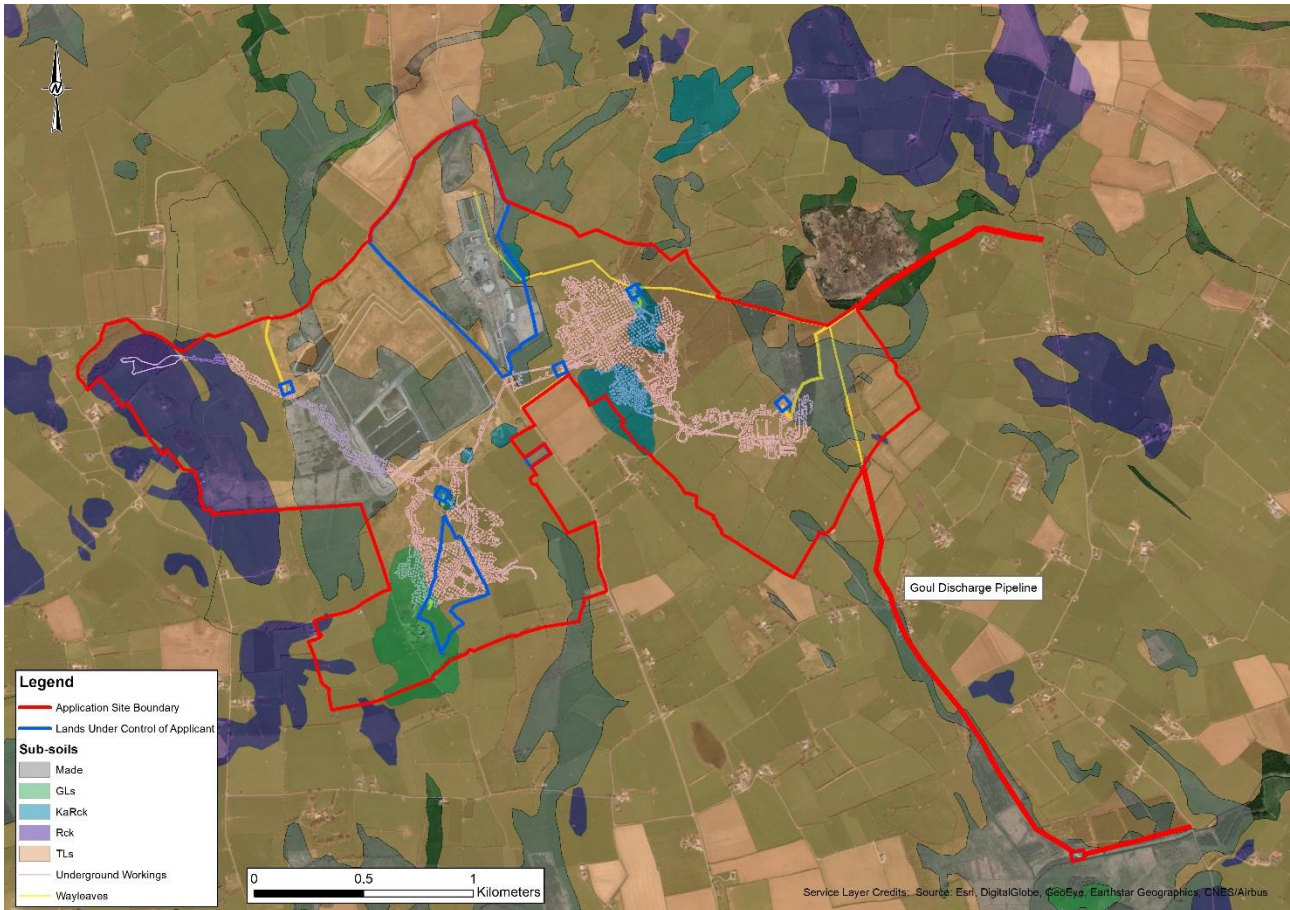 N
Goul Discharge Pipeline
Legend
Application Site Boundary
Lands Under Control of Applicant
Sub-soils
Made
GLs
KaRck
Rck
TLs
Underground Workings
Wayleaves
0 0.5 1
Kilometers
Service Layer Credits: Source: Esri, DigitalGlobe, GeoEye, Earthstar Geographics, CNES/Airbus